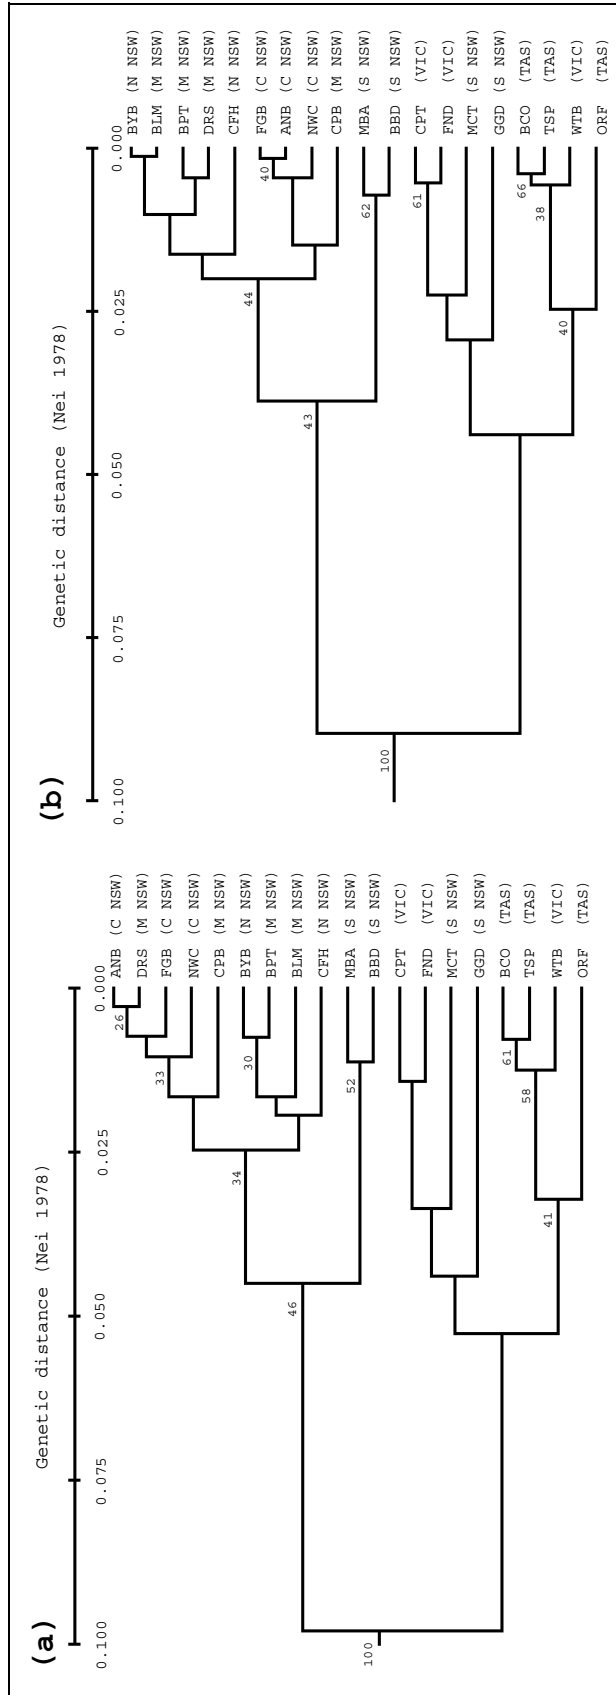 (a)
Genetic distance (Nei 1978)
0.100
0.075
0.050
0.025
0.000
ANB (C NSW)
DRS (M NSW)
FGB (C NSW)
NWC (C NSW)
CPB (M NSW)
BYB (N NSW)
BPT (M NSW)
BLM (M NSW)
CFH (N NSW)
MBA (S NSW)
BBD (S NSW)
CPT (VIC)
FND (VIC)
MCT (S NSW)
GGD (S NSW)
BCO (TAS)
TSP (TAS)
WTB (VIC)
ORF (TAS)
26
33
30
34
52
46
61
58
41
100
(b)
Genetic distance (Nei 1978)
0.100
0.075
0.050
0.025
0.000
BYB (N NSW)
BLM (M NSW)
BPT (M NSW)
DRS (M NSW)
CFH (N NSW)
FGB (C NSW)
ANB (C NSW)
NWC (C NSW)
CPB (M NSW)
MBA (S NSW)
BBD (S NSW)
CPT (VIC)
FND (VIC)
MCT (S NSW)
GGD (S NSW)
BCO (TAS)
TSP (TAS)
WTB (VIC)
ORF (TAS)
40
44
62
43
61
66
38
40
100